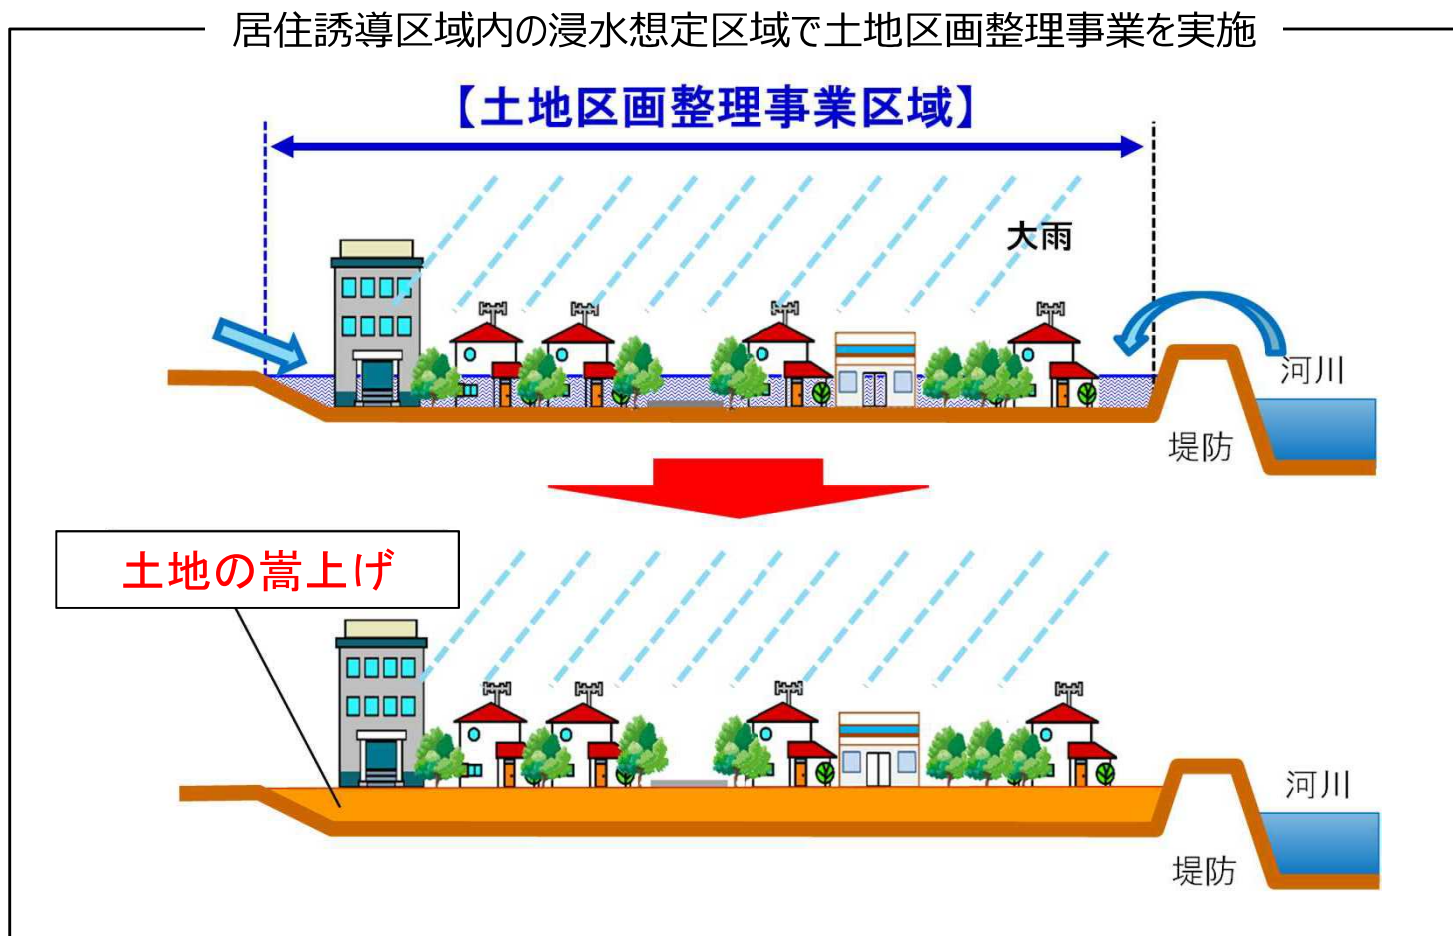 居住誘導区域内の浸水想定区域で土地区画整理事業を実施
【土地区画整理事業区域】
大雨
河川
堤防
土地の嵩上げ
河川
堤防